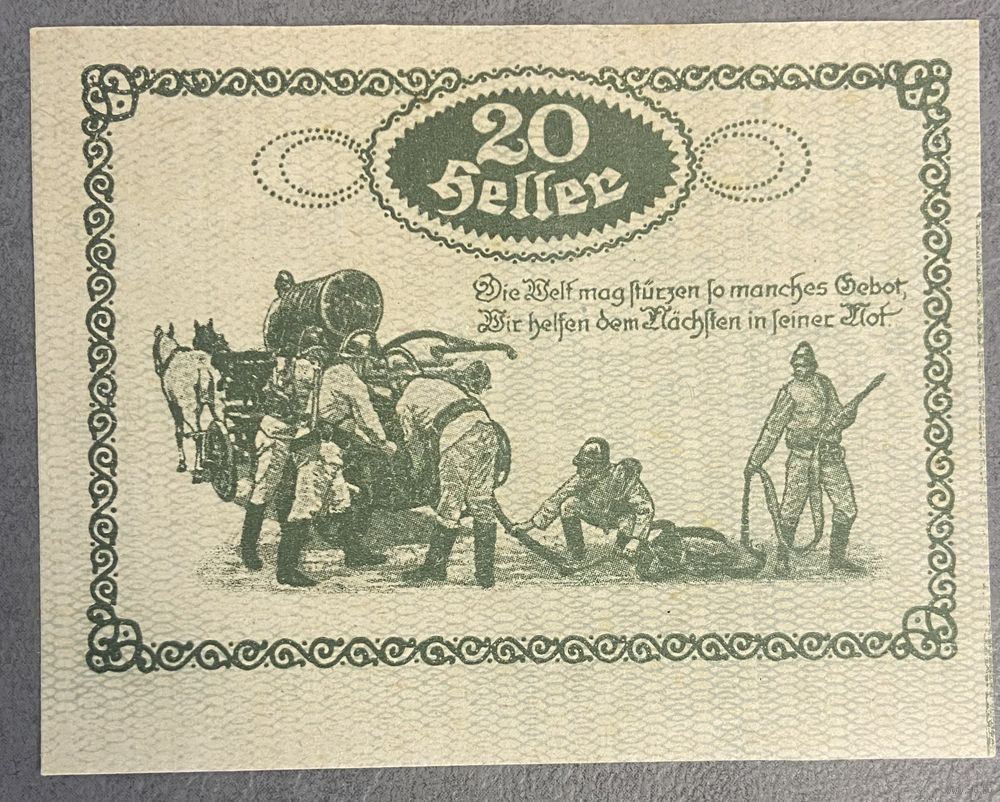 20
Heller
Die Welt mag stürzen so manches Gebot,
Wir helfen dem Nächsten in seiner Not.